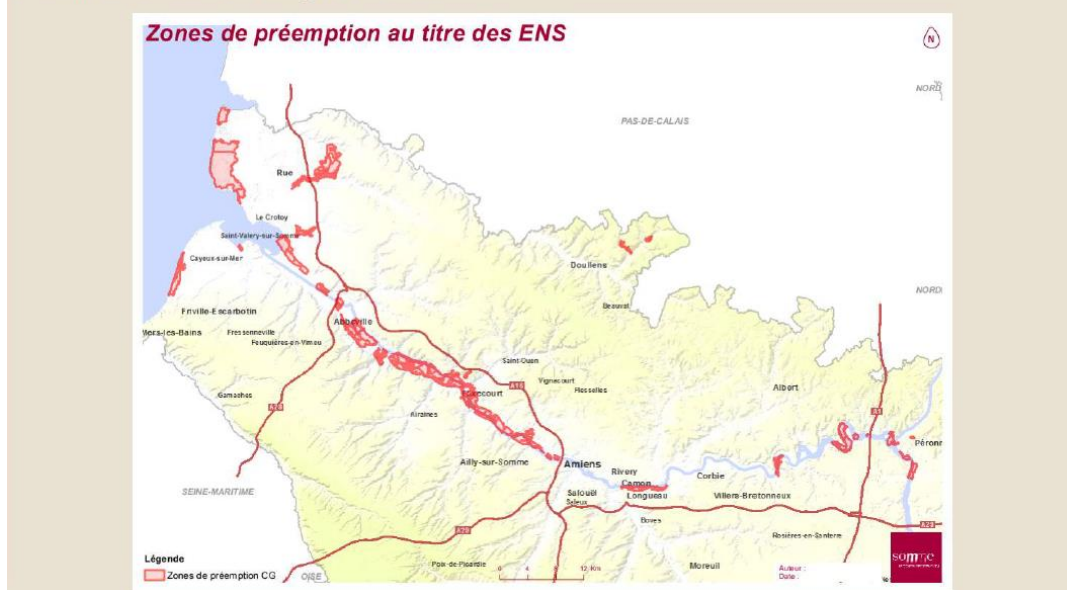 Zones de préemption au titre des ENS
N
NORD
PAS-DE-CALAIS
Rue
Le Crotoy
Saint-Valery-sur-Somme
Cayeux-sur-Mer
Doullens
NORD
Beauval
Friville-Escarbotin
Abbeville
Mers-les-Bains
Fressenneville
Feuquières-en-Vimeu
Saint-Ouen
A16
Vignacourt
Flesselles
Albert
Gamaches
A28
Airaines
A1
Péronn
Ailly-sur-Somme
Amiens
Rivery
Camon
Corbie
SEINE-MARITIME
Salouël
Saleux
Longueau
Villers-Bretonneux
Boves
A29
A29
Rosières-en-Santerre
somme
Légende
Zones de préemption CG
OISE
Poix-de-Picardie
0 4 8 12 Km
Moreuil
Auteur :
Date :